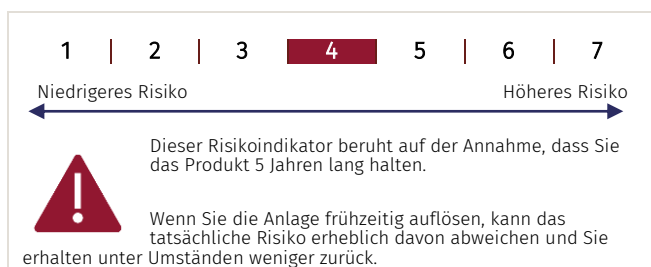 1 | 2 | 3 | 4 | 5 | 6 | 7
Niedrigeres Risiko Höheres Risiko
Dieser Risikoindikator beruht auf der Annahme, dass Sie
das Produkt 5 Jahren lang halten.
Wenn Sie die Anlage frühzeitig auflösen, kann das
tatsächliche Risiko erheblich davon abweichen und Sie
erhalten unter Umständen weniger zurück.